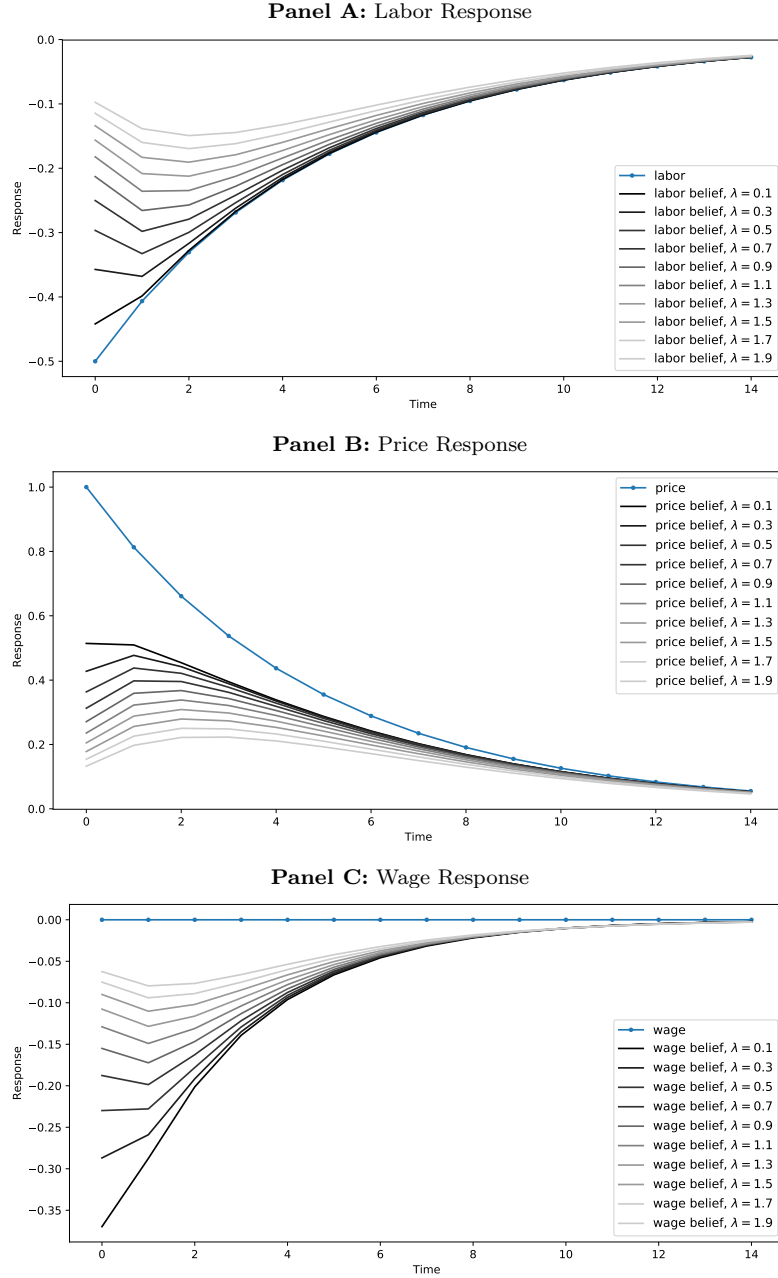 Panel A: Labor Response
0.0
−0.1
−0.2
−0.3
−0.4
−0.5
Response
0 2 4 6 8 10 12 14
Time
labor
labor belief, λ = 0.1
labor belief, λ = 0.3
labor belief, λ = 0.5
labor belief, λ = 0.7
labor belief, λ = 0.9
labor belief, λ = 1.1
labor belief, λ = 1.3
labor belief, λ = 1.5
labor belief, λ = 1.7
labor belief, λ = 1.9
Panel B: Price Response
1.0
0.8
0.6
0.4
0.2
0.0
Response
0 2 4 6 8 10 12 14
Time
price
price belief, λ = 0.1
price belief, λ = 0.3
price belief, λ = 0.5
price belief, λ = 0.7
price belief, λ = 0.9
price belief, λ = 1.1
price belief, λ = 1.3
price belief, λ = 1.5
price belief, λ = 1.7
price belief, λ = 1.9
Panel C: Wage Response
0.00
−0.05
−0.10
−0.15
−0.20
−0.25
−0.30
−0.35
Response
0 2 4 6 8 10 12 14
Time
wage
wage belief, λ = 0.1
wage belief, λ = 0.3
wage belief, λ = 0.5
wage belief, λ = 0.7
wage belief, λ = 0.9
wage belief, λ = 1.1
wage belief, λ = 1.3
wage belief, λ = 1.5
wage belief, λ = 1.7
wage belief, λ = 1.9